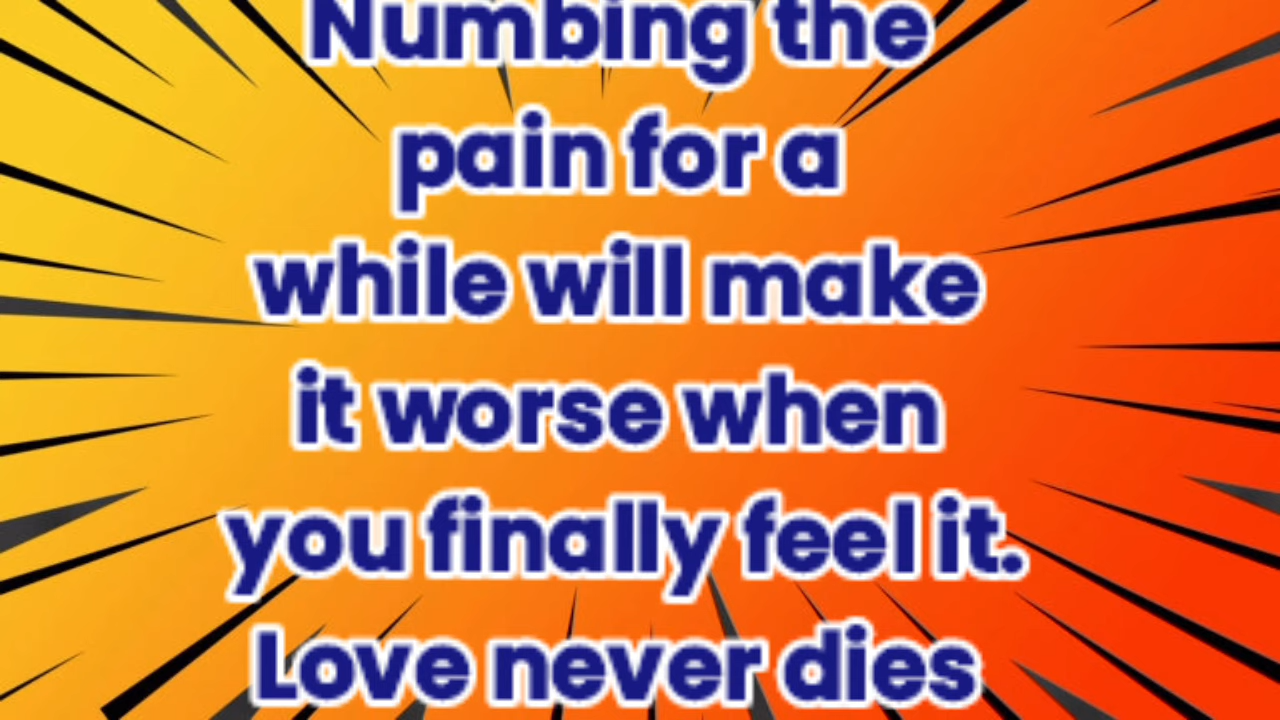 Numbing the
pain for a
while will make
it worse when
you finally feel it.
Love never dies